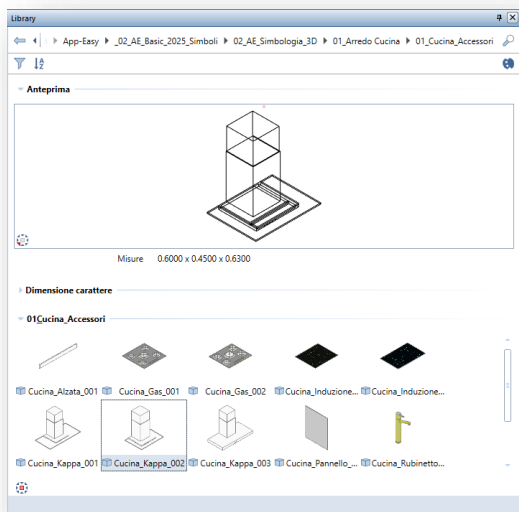 Library
App-Easy _02_AE_Basic_2025_Simboli 02_AE_Simbologia_3D 01_Arredo Cucina 01_Cucina_Accessori
Anteprima
Misure 0.6000 x 0.4500 x 0.6300
Dimensione carattere
01Cucina_Accessori
Cucina_Alzata_001 Cucina_Gas_001 Cucina_Gas_002 Cucina_Induzione... Cucina_Induzione...
Cucina_Kappa_001 Cucina_Kappa_002 Cucina_Kappa_003 Cucina_Pannello_... Cucina_Rubinetto...